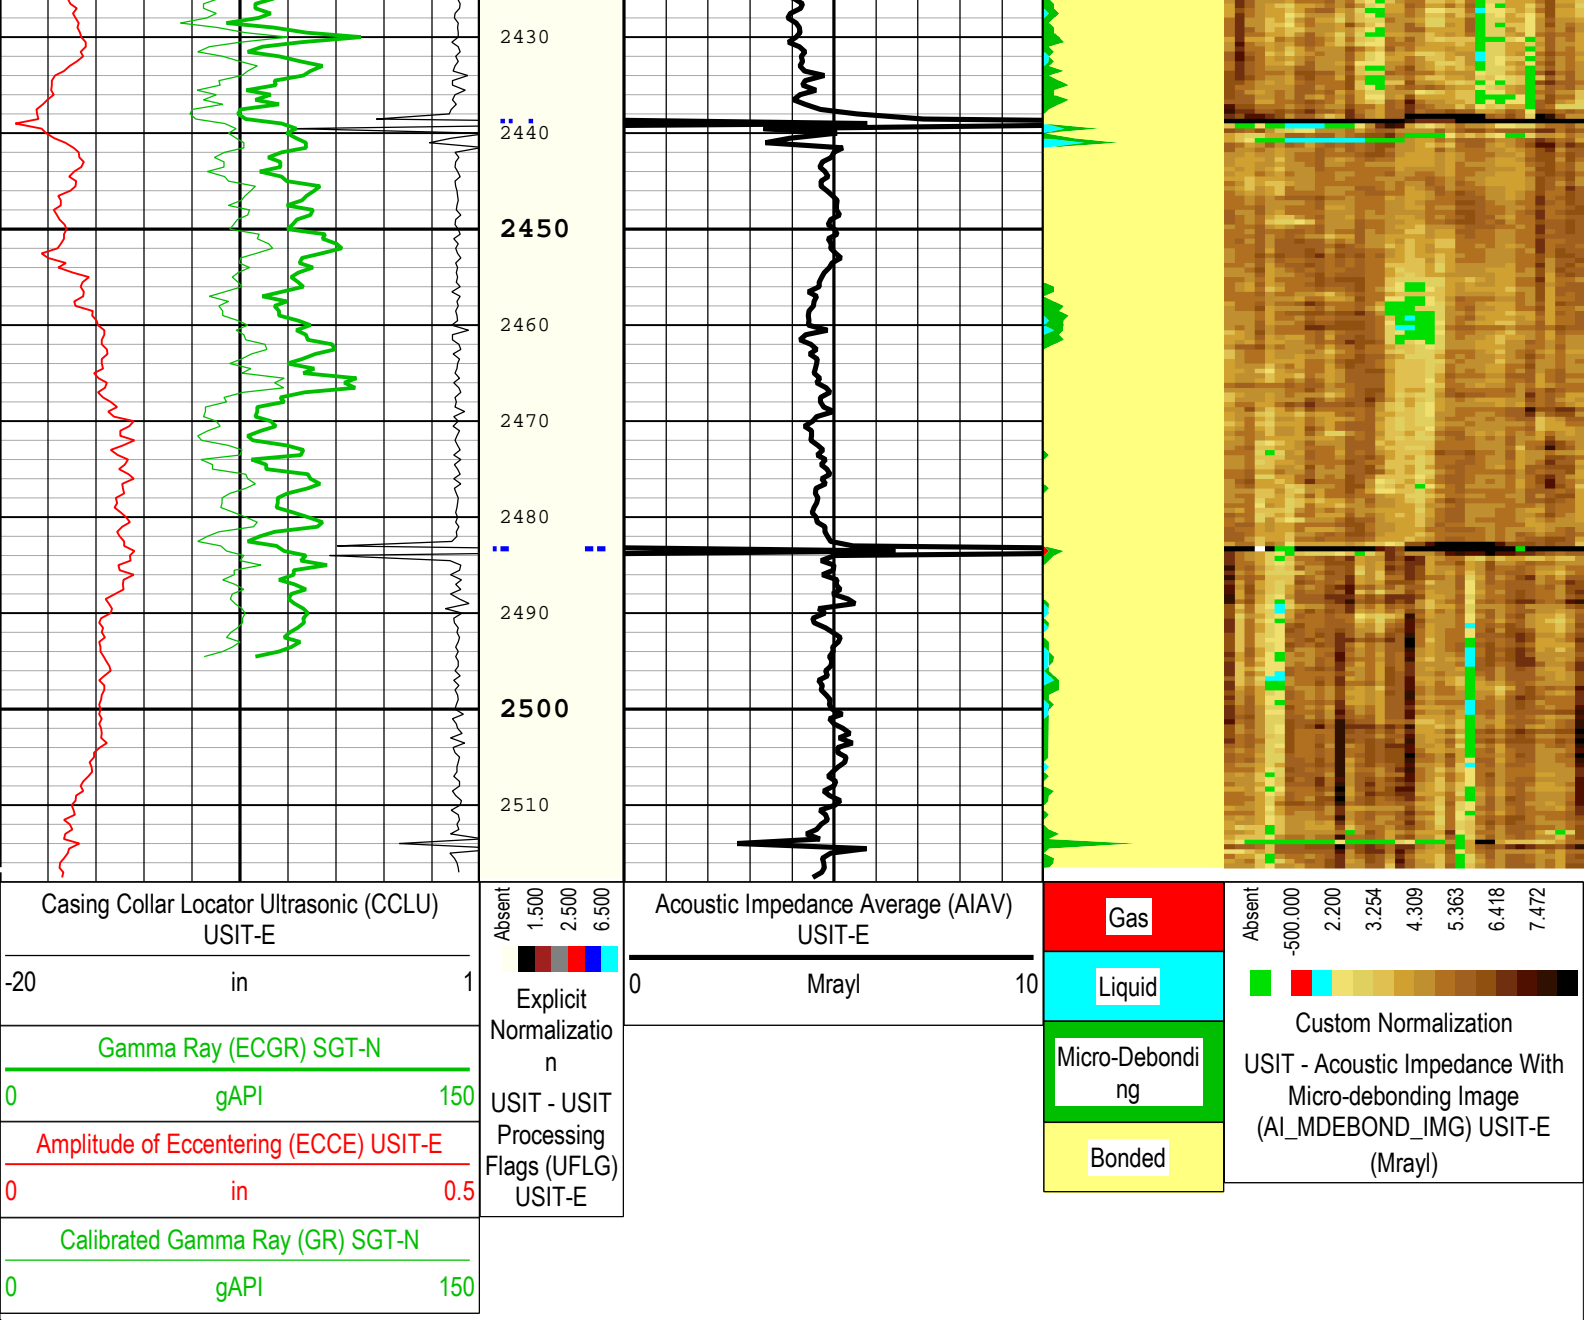 2430
2440
2450
2460
2470
2480
2490
2500
2510
Casing Collar Locator Ultrasonic (CCLU)
USIT-E
-20 in 1
Gamma Ray (ECGR) SGT-N
0 gAPI 150
Amplitude of Eccentering (ECCE) USIT-E
0 in 0.5
Calibrated Gamma Ray (GR) SGT-N
0 gAPI 150
Absent
1.500
2.500
6.500
Explicit
Normalizatio
n
USIT - USIT
Processing
Flags (UFLG)
USIT-E
Acoustic Impedance Average (AIAV)
USIT-E
0 Mrayl 10
Gas
Liquid
Micro-Debondi
ng
Bonded
Absent
-500.000
2.200
3.254
4.309
5.363
6.418
7.472
Custom Normalization
USIT - Acoustic Impedance With
Micro-debonding Image
(AI_MDEBOND_IMG) USIT-E
(Mrayl)